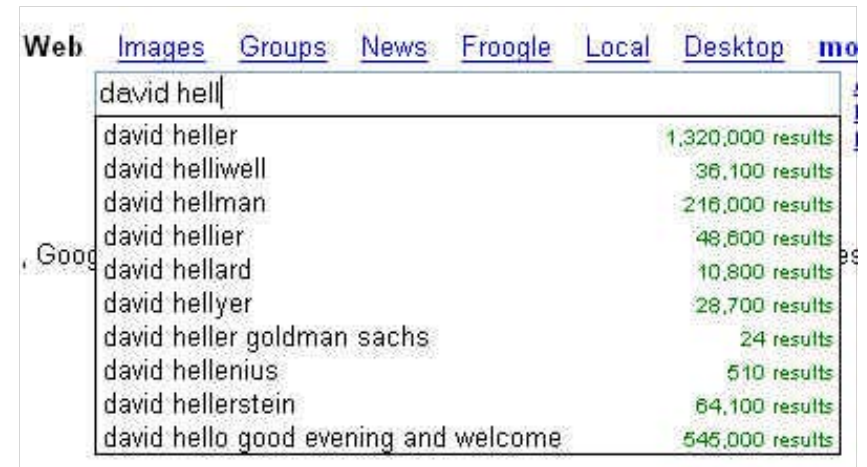 Web Images Groups News Froogle Local Desktop mo
david hell
david heller 1,320,000 results
david helliwell 36,100 results
david hellman 216,000 results
david hellier 48,600 results
, Goog
david hellard 10,800 results
david hellyer 28,700 results
david heller goldman sachs 24 results
david hellenius 510 results
david hellerstein 64,100 results
david hello good evening and welcome 545,000 results